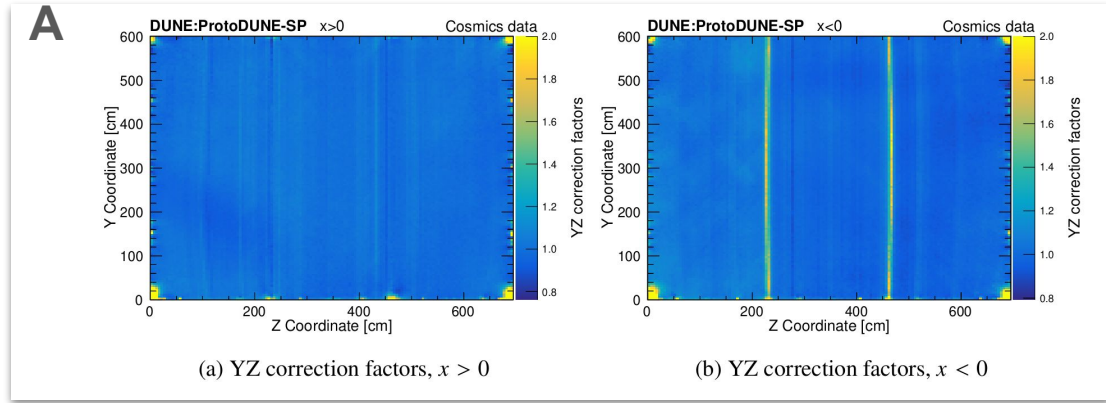 A
DUNE:ProtoDUNE-SP x>0 Cosmics data
600
500
400
300
200
100
0
Y Coordinate [cm]
0 200 400 600
Z Coordinate [cm]
2.0
1.8
1.6
1.4
1.2
1.0
0.8
YZ correction factors
(a) YZ correction factors, x > 0
DUNE:ProtoDUNE-SP x<0 Cosmics data
600
500
400
300
200
100
0
Y Coordinate [cm]
0 200 400 600
Z Coordinate [cm]
2.0
1.8
1.6
1.4
1.2
1.0
0.8
YZ correction factors
(b) YZ correction factors, x < 0